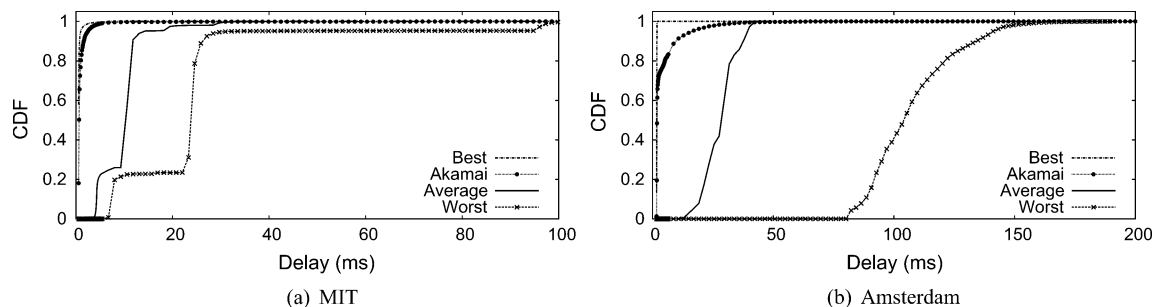 1
0.8
0.6
0.4
0.2
0
CDF
Best
Akamai
Average
Worst
0 20 40 60 80 100
Delay (ms)
(a) MIT
1
0.8
0.6
0.4
0.2
0
CDF
Best
Akamai
Average
Worst
0 50 100 150 200
Delay (ms)
(b) Amsterdam